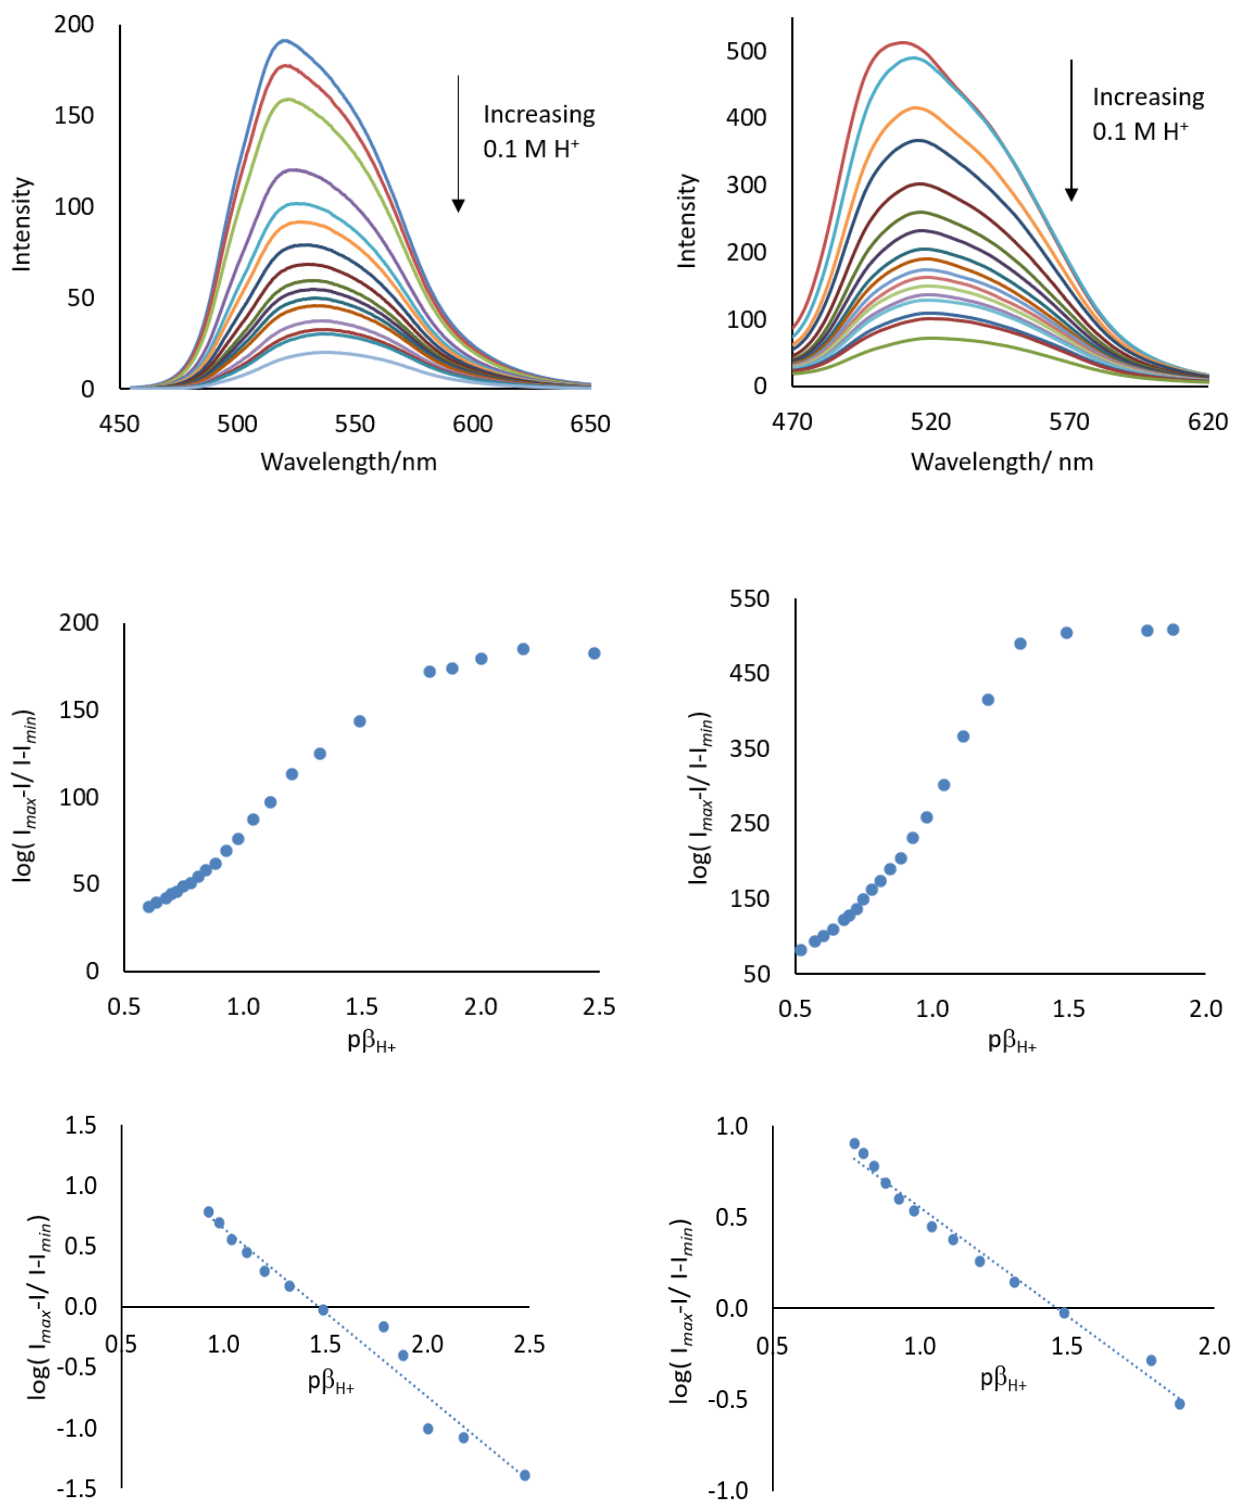 200
150
100
50
0
Intensity
450 500 550 600 650
Wavelength/nm
Increasing
0.1 M H⁺
500
400
300
200
100
0
Intensity
470 520 570 620
Wavelength/ nm
Increasing
0.1 M H⁺
200
150
100
50
0
log( Imax-I/ I-Imin)
0.5 1.0 1.5 2.0 2.5
pβH+
550
450
350
250
150
50
log( Imax-I/ I-Imin)
0.5 1.0 1.5 2.0
pβH+
1.5
1.0
0.5
0.0
-0.5
-1.0
-1.5
log( Imax-I/ I-Imin)
0.5 1.0 1.5 2.0 2.5
pβH+
1.0
0.5
0.0
-0.5
-1.0
log( Imax-I/ I-Imin)
0.5 1.0 1.5 2.0
pβH+